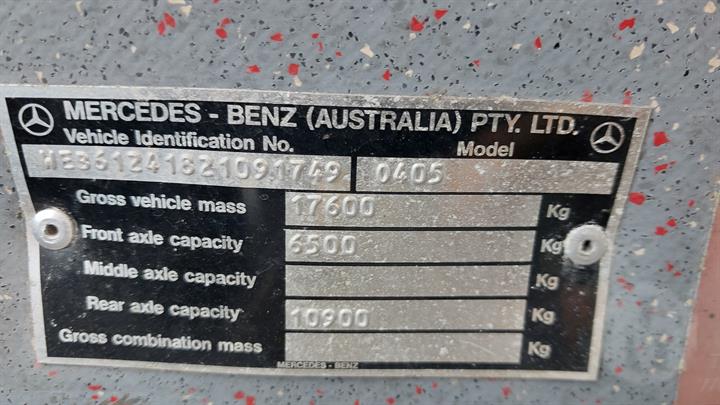 MERCEDES - BENZ (AUSTRALIA) PTY. LTD.
Vehicle Identification No. Model
WEB361241821091749 0405
Gross vehicle mass 17600 Kg
Front axle capacity 6500 Kg
Middle axle capacity Kg
Rear axle capacity 10900 Kg
Gross combination mass Kg
MERCEDES - BENZ